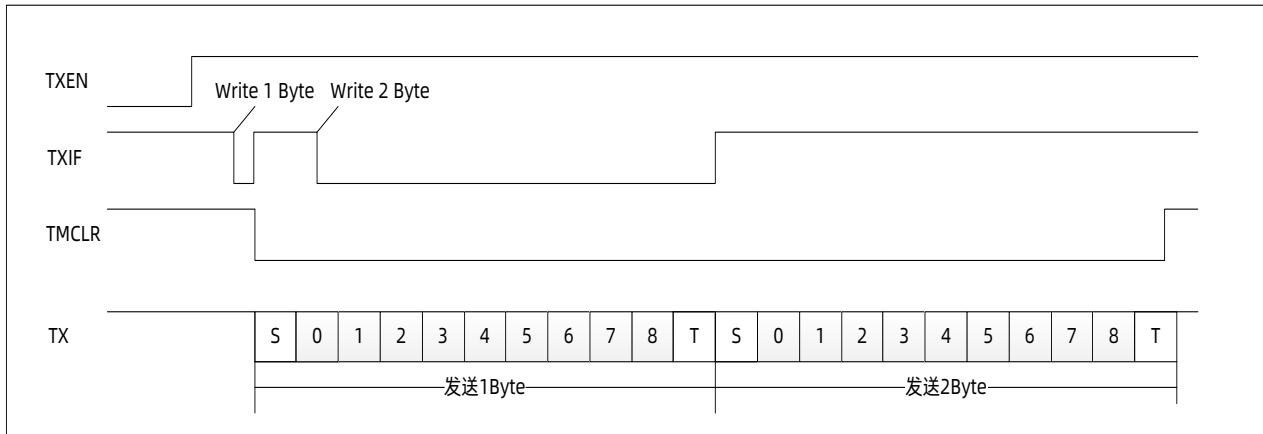 TXEN
Write 1 Byte Write 2 Byte
TXIF
TMCLR
TX S 0 1 2 3 4 5 6 7 8 T S 0 1 2 3 4 5 6 7 8 T
发送1Byte 发送2Byte